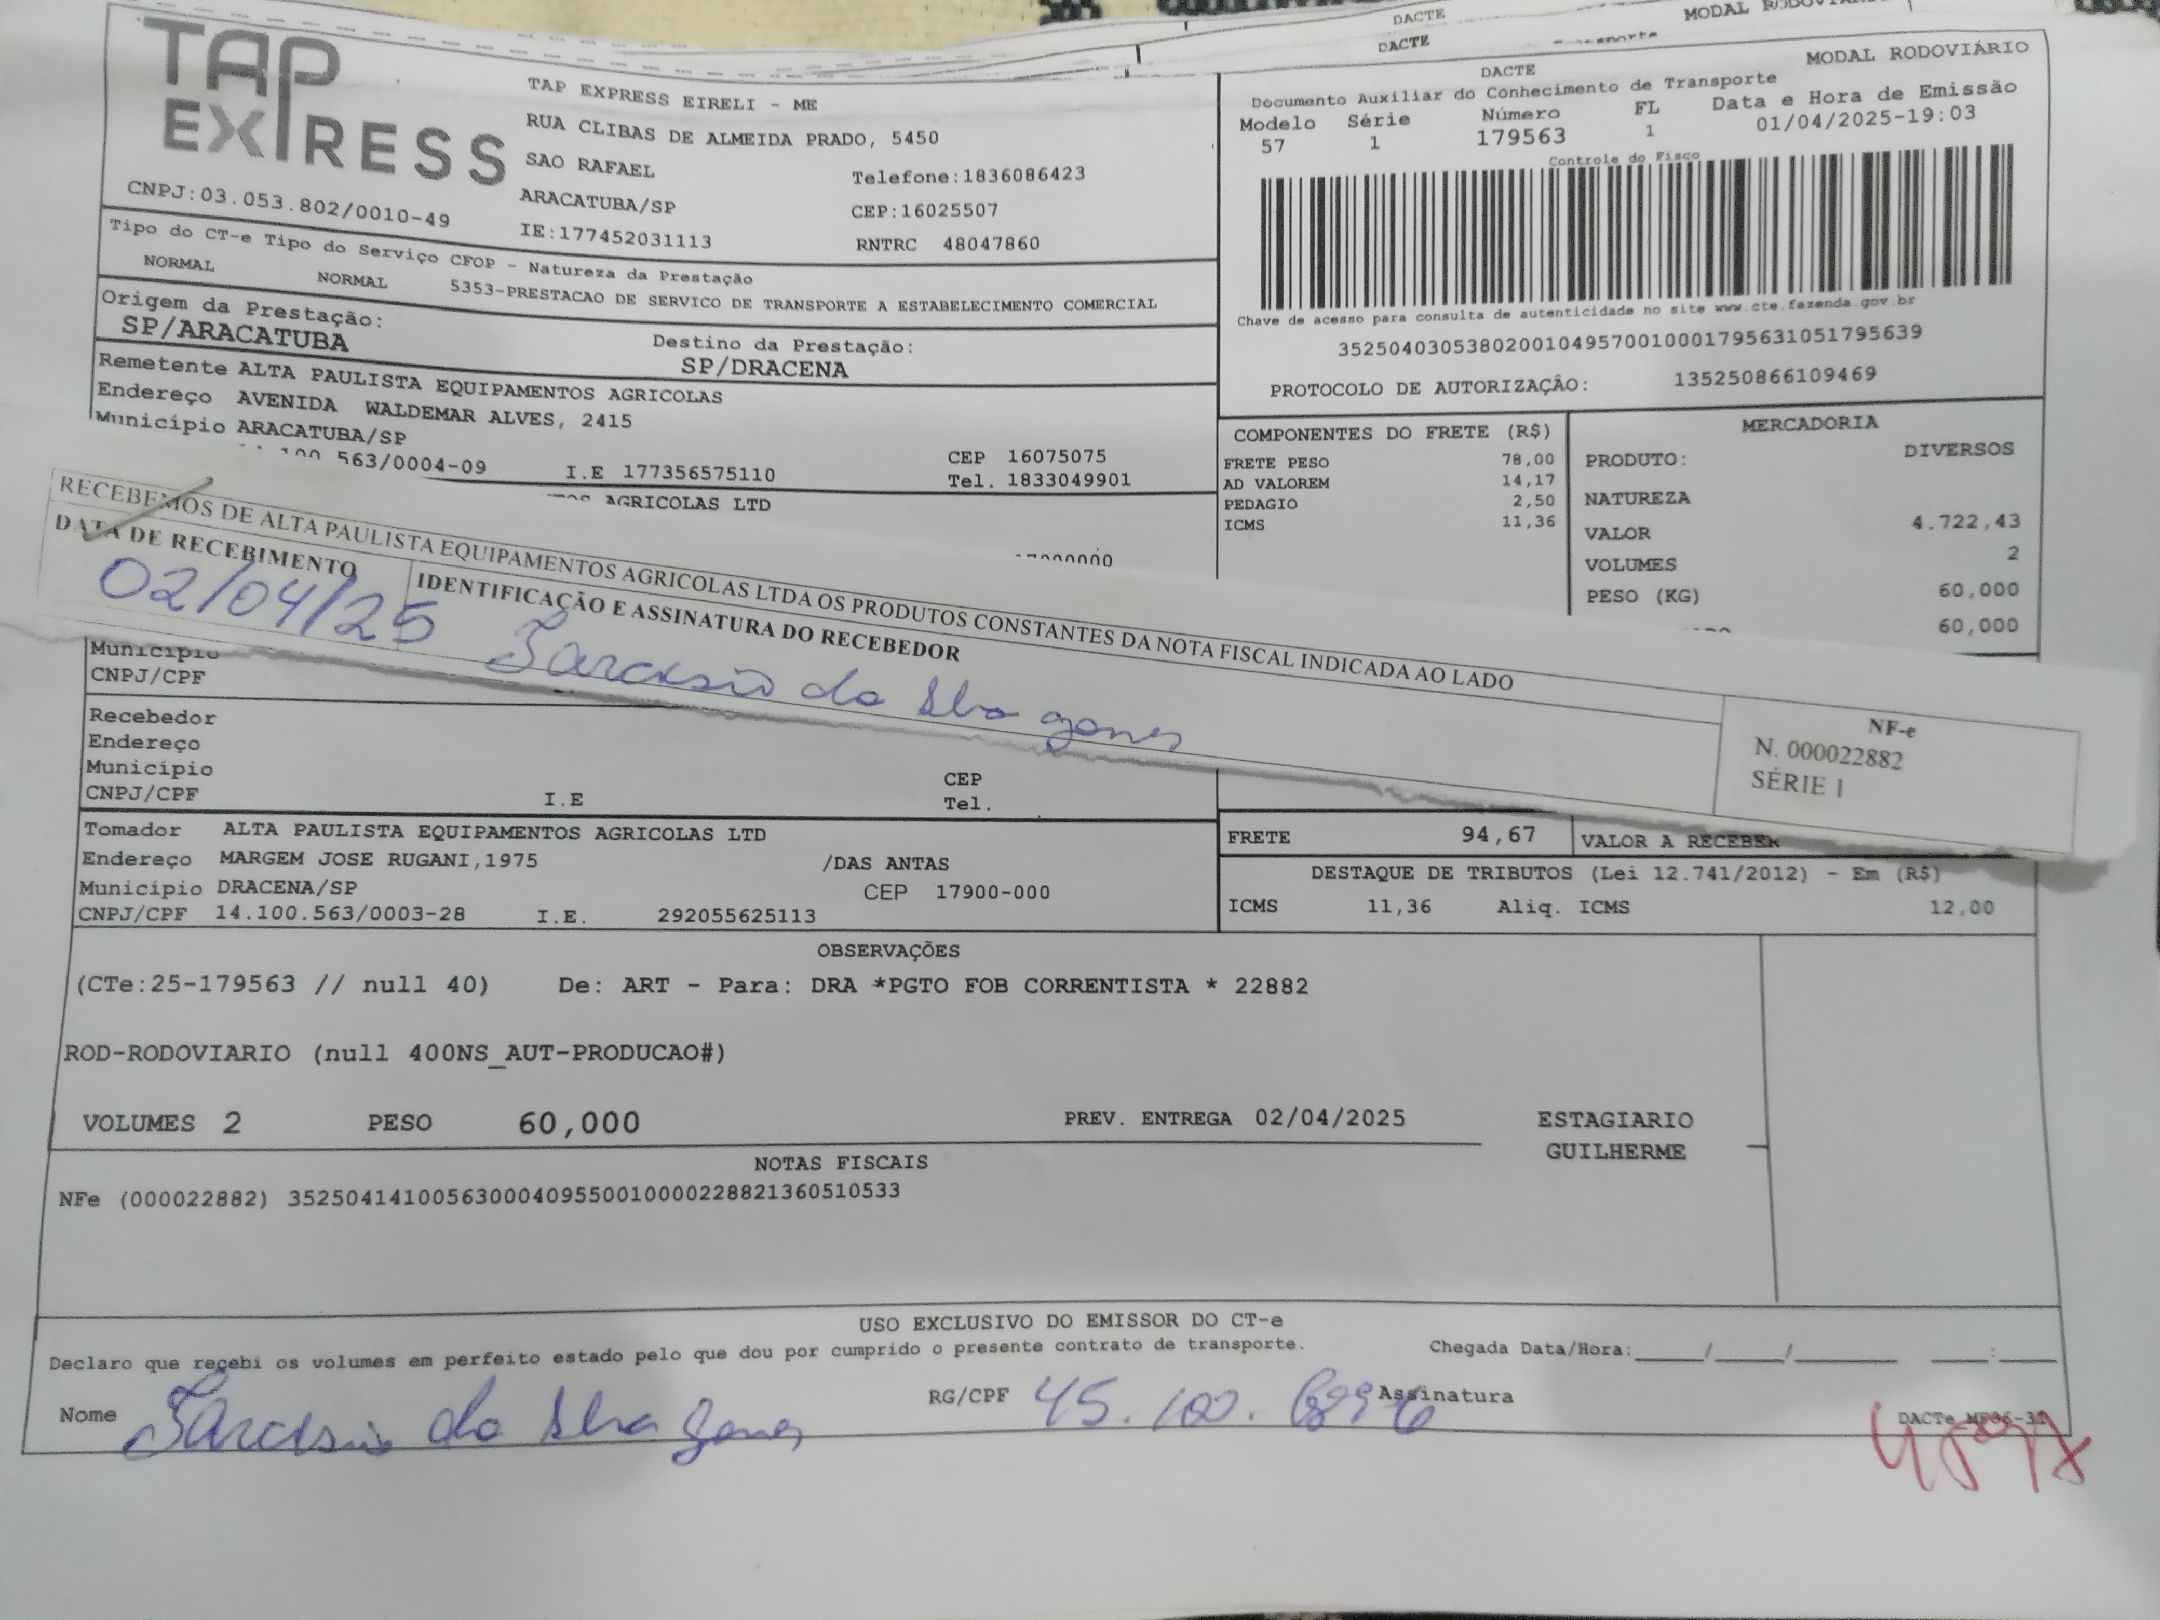 DACTE
MODAL
DACTE
TAP
EXPRESS
CNPJ:03.053.802/0010-49
TAP EXPRESS EIRELI - ME
RUA CLIBAS DE ALMEIDA PRADO, 5450
SAO RAFAEL
Telefone:1836086423
ARACATUBA/SP
CEP:16025507
IE:177452031113
RNTRC 48047860
DACTE
MODAL RODOVIÁRIO
Documento Auxiliar do Conhecimento de Transporte
Modelo Série Número FL Data e Hora de Emissão
57 1 179563 1 01/04/2025-19:03
Controle do Fisco
Chave de acesso para consulta de autenticidade no site www.cte.fazenda.gov.br
35250403053802001049570010001795631051795639
PROTOCOLO DE AUTORIZAÇÃO: 135250866109469
Tipo do CT-e Tipo do Serviço CFOP - Natureza da Prestação
NORMAL NORMAL 5353-PRESTACAO DE SERVICO DE TRANSPORTE A ESTABELECIMENTO COMERCIAL
Origem da Prestação: Destino da Prestação:
SP/ARACATUBA SP/DRACENA
Remetente ALTA PAULISTA EQUIPAMENTOS AGRICOLAS
Endereço AVENIDA WALDEMAR ALVES, 2415
Município ARACATUBA/SP CEP 16075075
563/0004-09 I.E 177356575110 Tel. 1833049901
AGRICOLAS LTD
COMPONENTES DO FRETE (R$)
FRETE PESO 78,00
AD VALOREM 14,17
PEDAGIO 2,50
ICMS 11,36
MERCADORIA
PRODUTO: DIVERSOS
NATUREZA
VALOR 4.722,43
VOLUMES 2
PESO (KG) 60,000
60,000
RECEBEMOS DE ALTA PAULISTA EQUIPAMENTOS AGRICOLAS LTDA OS PRODUTOS CONSTANTES DA NOTA FISCAL INDICADA AO LADO
DATA DE RECEBIMENTO IDENTIFICAÇÃO E ASSINATURA DO RECEBEDOR
02/04/25
NF-e
N. 000022882
SÉRIE 1
Município
CNPJ/CPF
Recebedor
Endereço
Município CEP
CNPJ/CPF I.E Tel.
Tomador ALTA PAULISTA EQUIPAMENTOS AGRICOLAS LTD
Endereço MARGEM JOSE RUGANI,1975 /DAS ANTAS
Município DRACENA/SP CEP 17900-000
CNPJ/CPF 14.100.563/0003-28 I.E. 292055625113
FRETE 94,67 VALOR A RECEBER
DESTAQUE DE TRIBUTOS (Lei 12.741/2012) - Em (R$)
ICMS 11,36 Aliq. ICMS 12,00
OBSERVAÇÕES
(CTe:25-179563 // null 40) De: ART - Para: DRA *PGTO FOB CORRENTISTA * 22882
ROD-RODOVIARIO (null 400NS_AUT-PRODUCAO#)
VOLUMES 2 PESO 60,000 PREV. ENTREGA 02/04/2025 ESTAGIARIO
GUILHERME
NOTAS FISCAIS
NFe (000022882) 35250414100563000409550010000228821360510533
USO EXCLUSIVO DO EMISSOR DO CT-e
Declaro que recebi os volumes em perfeito estado pelo que dou por cumprido o presente contrato de transporte. Chegada Data/Hora:____/____/____ ___:___
Nome RG/CPF 45.100. Assinatura
DACTe